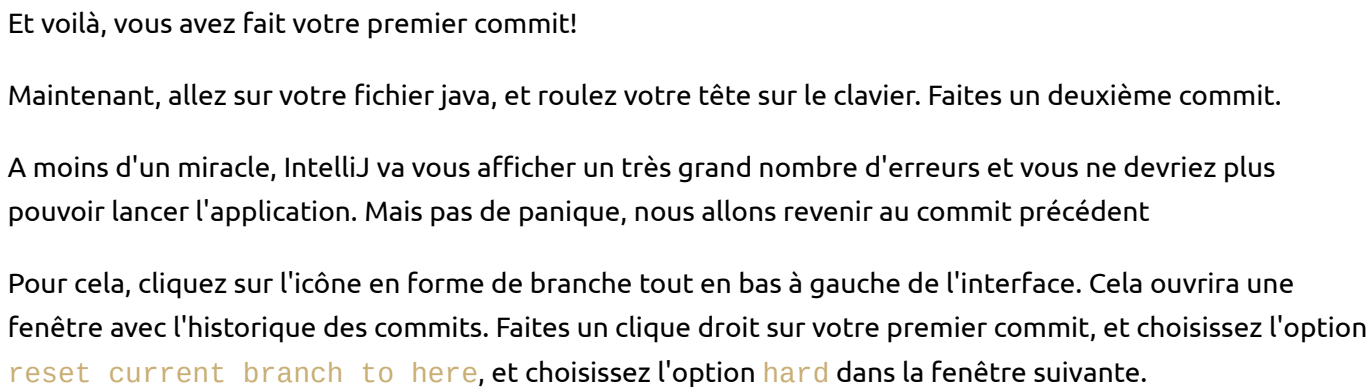 Et voilà, vous avez fait votre premier commit!
Maintenant, allez sur votre fichier java, et roulez votre tête sur le clavier. Faites un deuxième commit.
A moins d'un miracle, IntelliJ va vous afficher un très grand nombre d'erreurs et vous ne devriez plus
pouvoir lancer l'application. Mais pas de panique, nous allons revenir au commit précédent
Pour cela, cliquez sur l'icône en forme de branche tout en bas à gauche de l'interface. Cela ouvrira une
fenêtre avec l'historique des commits. Faites un clique droit sur votre premier commit, et choisissez l'option
reset current branch to here, et choisissez l'option hard dans la fenêtre suivante.